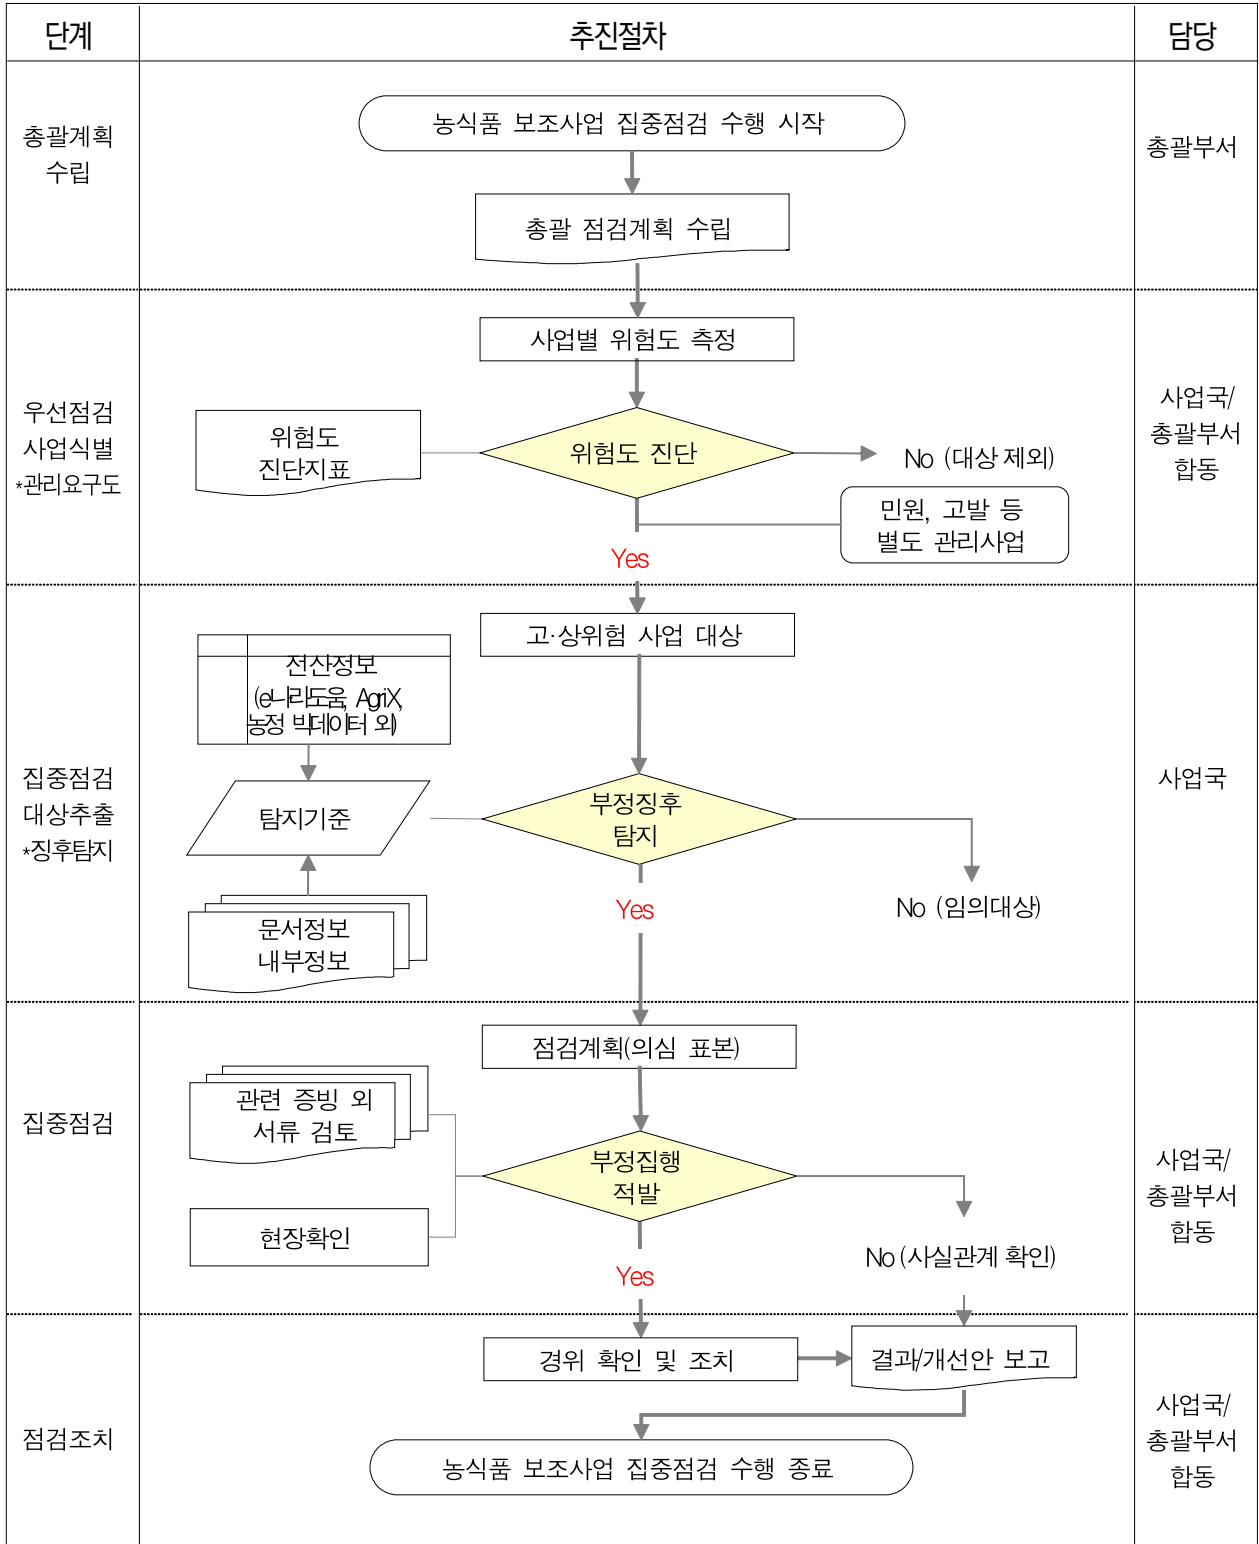 단계
추진절차
담당
총괄계획
수립
농식품 보조사업 집중점검 수행 시작
총괄 점검계획 수립
총괄부서
우선점검
사업식별
*관리요구도
사업별 위험도 측정
위험도
진단지표
위험도 진단
No (대상 제외)
민원, 고발 등
별도 관리사업
Yes
사업국/
총괄부서
합동
집중점검
대상추출
*징후탐지
고·상위험 사업 대상
전산정보
(e나라도움, AgriX,
농정 빅데이터 외)
탐지기준
문서정보
내부정보
부정징후
탐지
Yes
No (임의대상)
사업국
집중점검
점검계획(의심 표본)
관련 증빙 외
서류 검토
현장확인
부정집행
적발
Yes
No (사실관계 확인)
사업국/
총괄부서
합동
점검조치
경위 확인 및 조치
결과/개선안 보고
농식품 보조사업 집중점검 수행 종료
사업국/
총괄부서
합동